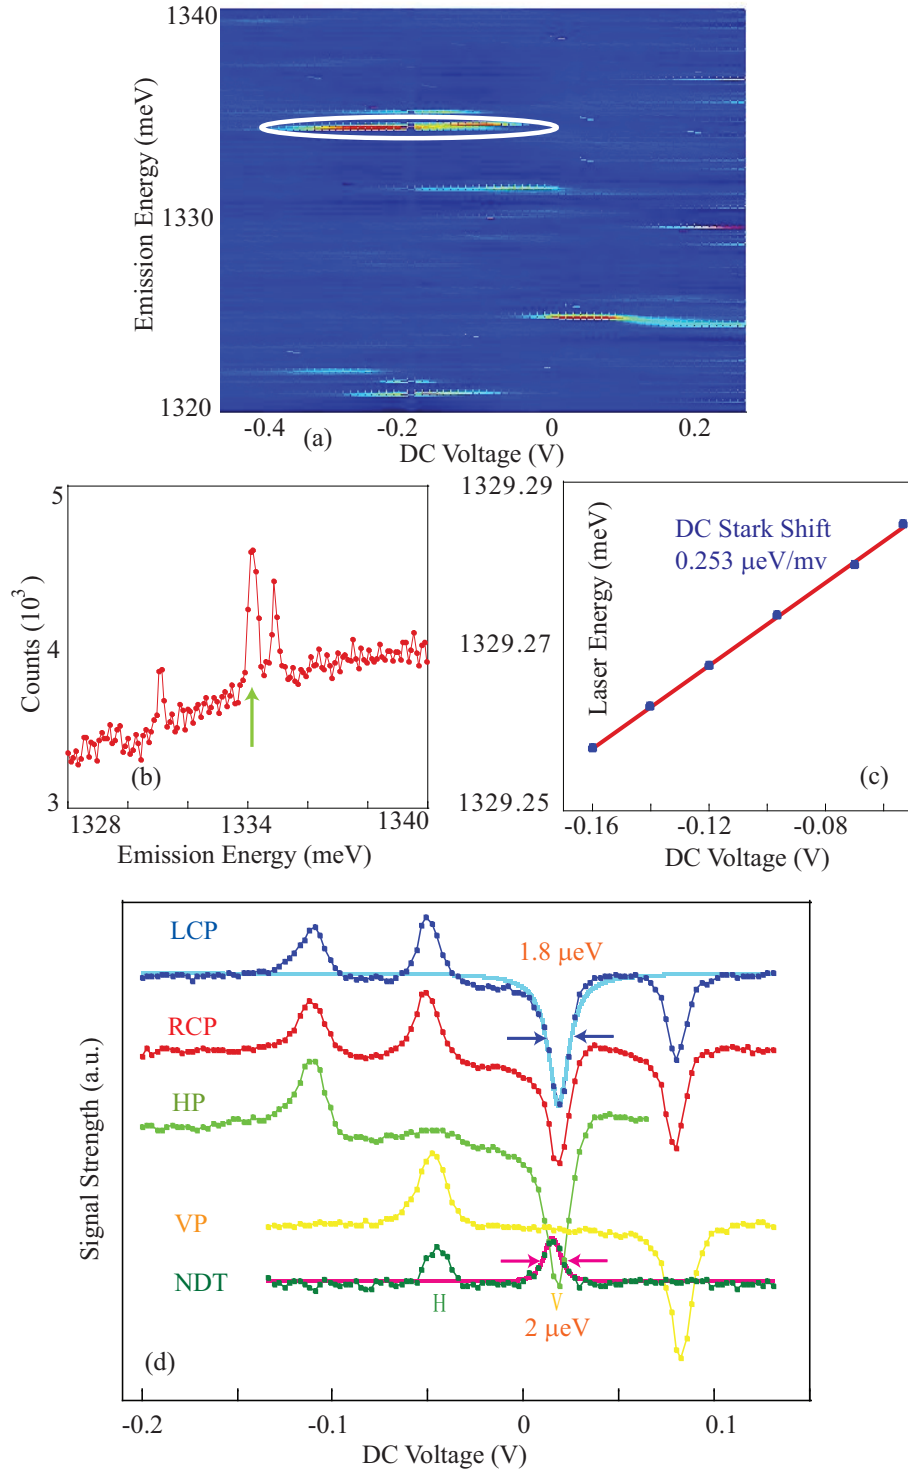 1340
1330
1320
Emission Energy (meV)
-0.4
-0.2
0
0.2
(a)
DC Voltage (V)
5
4
3
Counts (10³)
(b)
1328
1334
1340
Emission Energy (meV)
1329.29
1329.27
1329.25
Laser Energy
(meV)
DC Stark Shift
0.253 μeV/mv
(c)
-0.16
-0.12
-0.08
DC Voltage (V)
LCP
1.8 μeV
RCP
HP
VP
NDT
H
V
2 μeV
Signal Strength (a.u.)
(d)
-0.2
-0.1
0
0.1
DC Voltage (V)